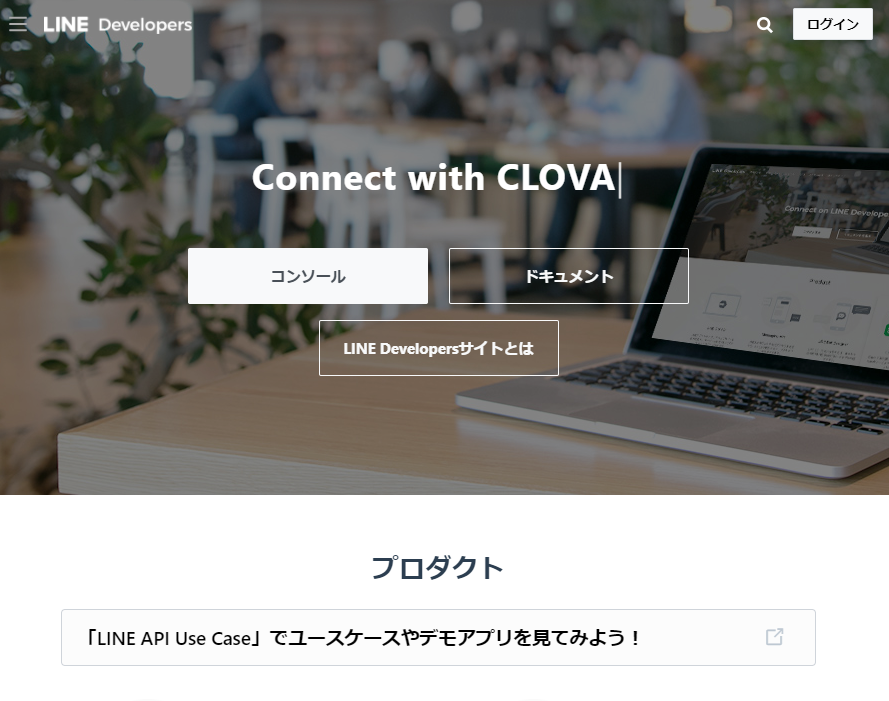 LINE Developers
ログイン
Connect with CLOVA
コンソール
ドキュメント
LINE Developersサイトとは
プロダクト
「LINE API Use Case」でユースケースやデモアプリを見てみよう！